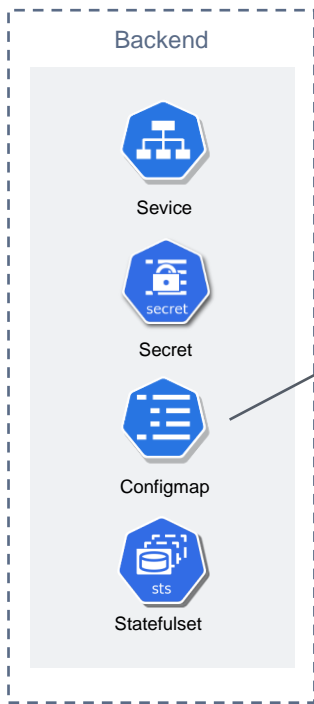 Backend
Sevice
secret
Secret
Configmap
sts
Statefulset